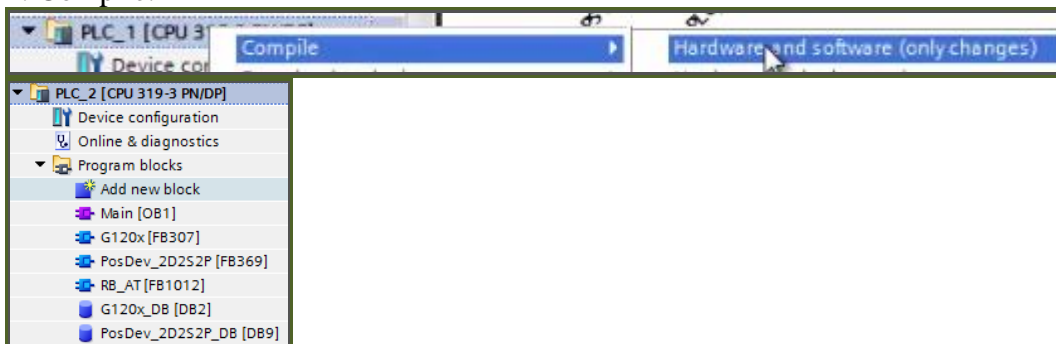 PLC_1 [CPU 31
Compile
Hardware and software (only changes)
Device con
PLC_2 [CPU 319-3 PN/DP]
Device configuration
Online & diagnostics
Program blocks
Add new block
Main [OB1]
G120x [FB307]
PosDev_2D2S2P [FB369]
RB_AT [FB1012]
G120x_DB [DB2]
PosDev_2D2S2P_DB [DB9]